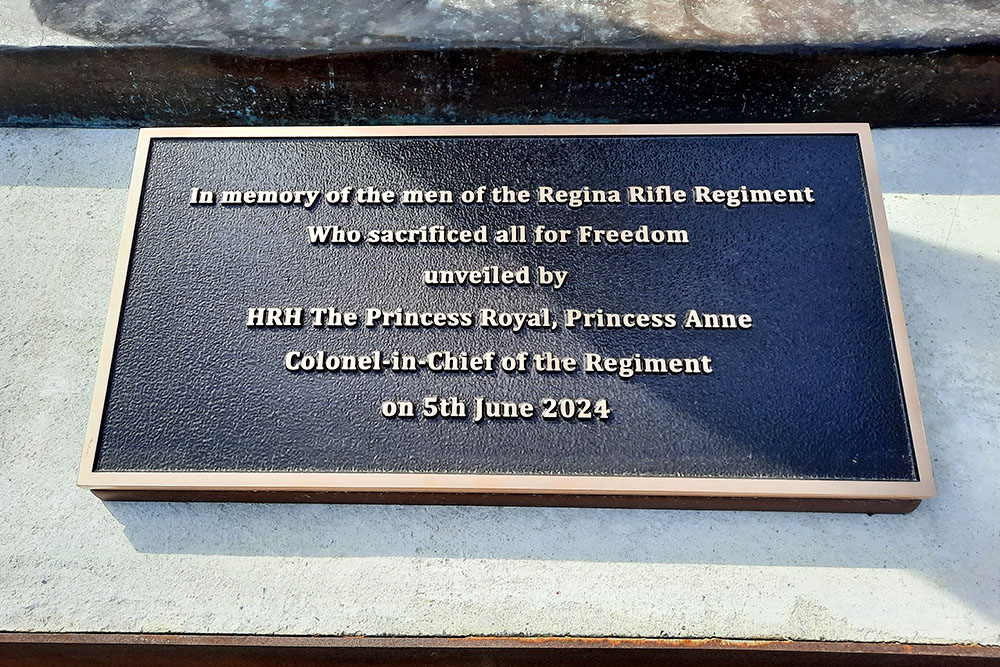 In memory of the men of the Regina Rifle Regiment
Who sacrificed all for Freedom
unveiled by
HRH The Princess Royal, Princess Anne
Colonel-in-Chief of the Regiment
on 5th June 2024